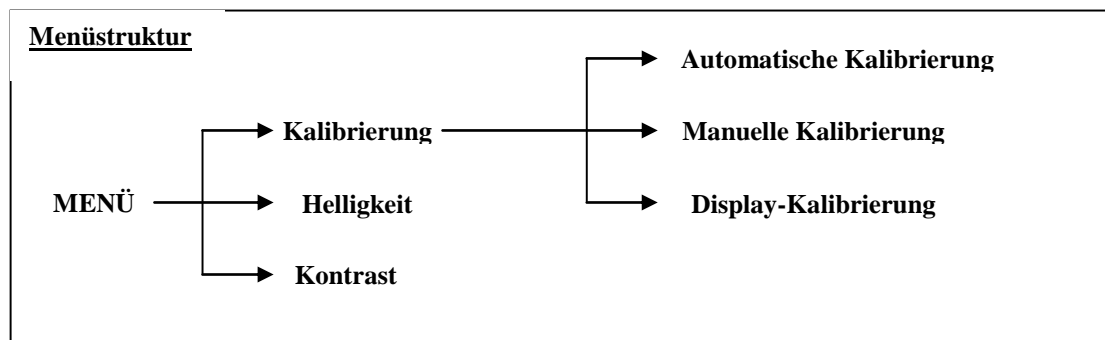 Menüstruktur
Automatische Kalibrierung
Kalibrierung
Manuelle Kalibrierung
MENÜ
Helligkeit
Display-Kalibrierung
Kontrast